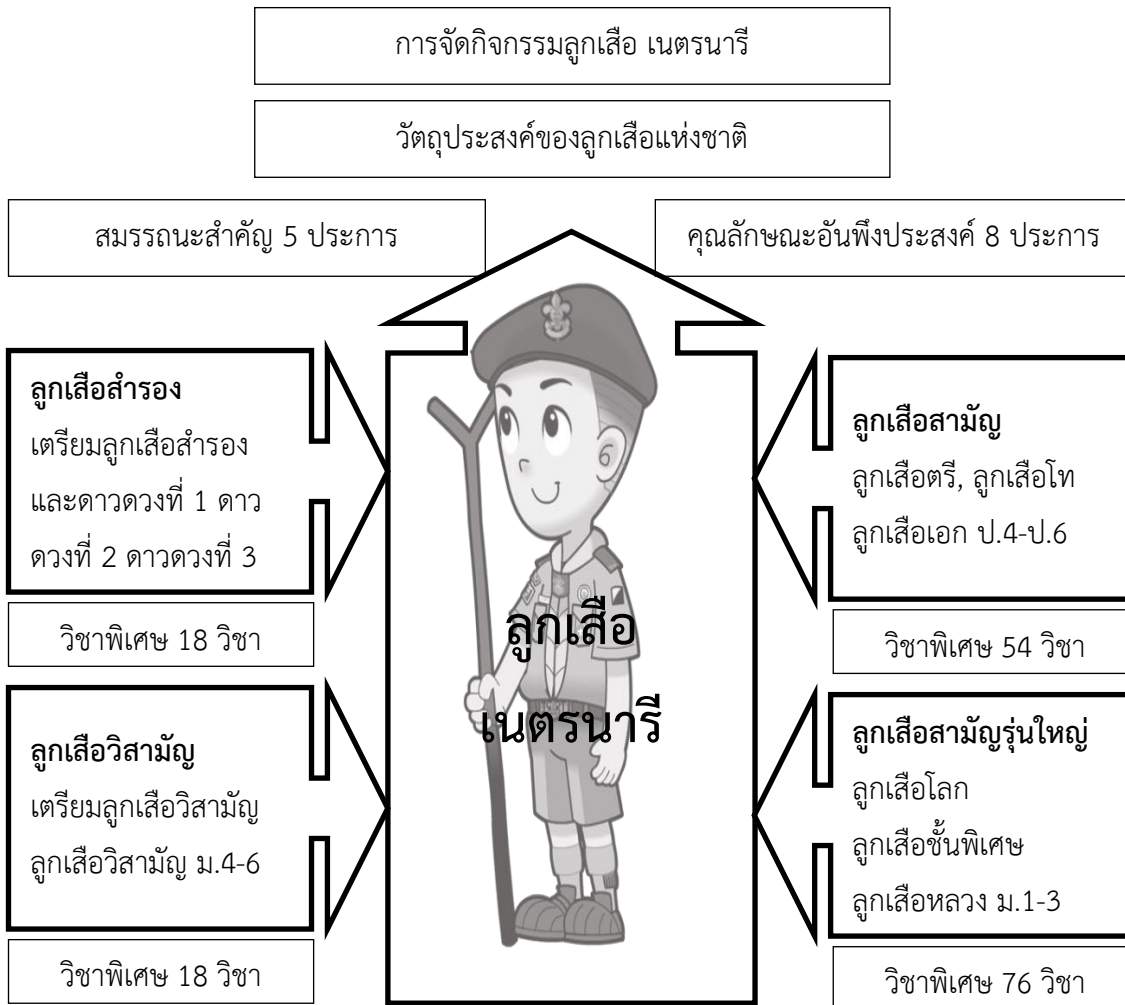 การจัดกิจกรรมลูกเสือ เนตรนารี
วัตถุประสงค์ของลูกเสือแห่งชาติ
สมรรถนะสำคัญ 5 ประการ
คุณลักษณะอันพึงประสงค์ 8 ประการ
ลูกเสือสำรอง
เตรียมลูกเสือสำรอง
และดาวดวงที่ 1 ดาว
ดวงที่ 2 ดาวดวงที่ 3
วิชาพิเศษ 18 วิชา
ลูกเสือสามัญ
ลูกเสือตรี, ลูกเสือโท
ลูกเสือเอก ป.4-ป.6
วิชาพิเศษ 54 วิชา
ลูกเสือ
เนตรนารี
ลูกเสือวิสามัญ
เตรียมลูกเสือวิสามัญ
ลูกเสือวิสามัญ ม.4-6
วิชาพิเศษ 18 วิชา
ลูกเสือสามัญรุ่นใหญ่
ลูกเสือโลก
ลูกเสือชั้นพิเศษ
ลูกเสือหลวง ม.1-3
วิชาพิเศษ 76 วิชา